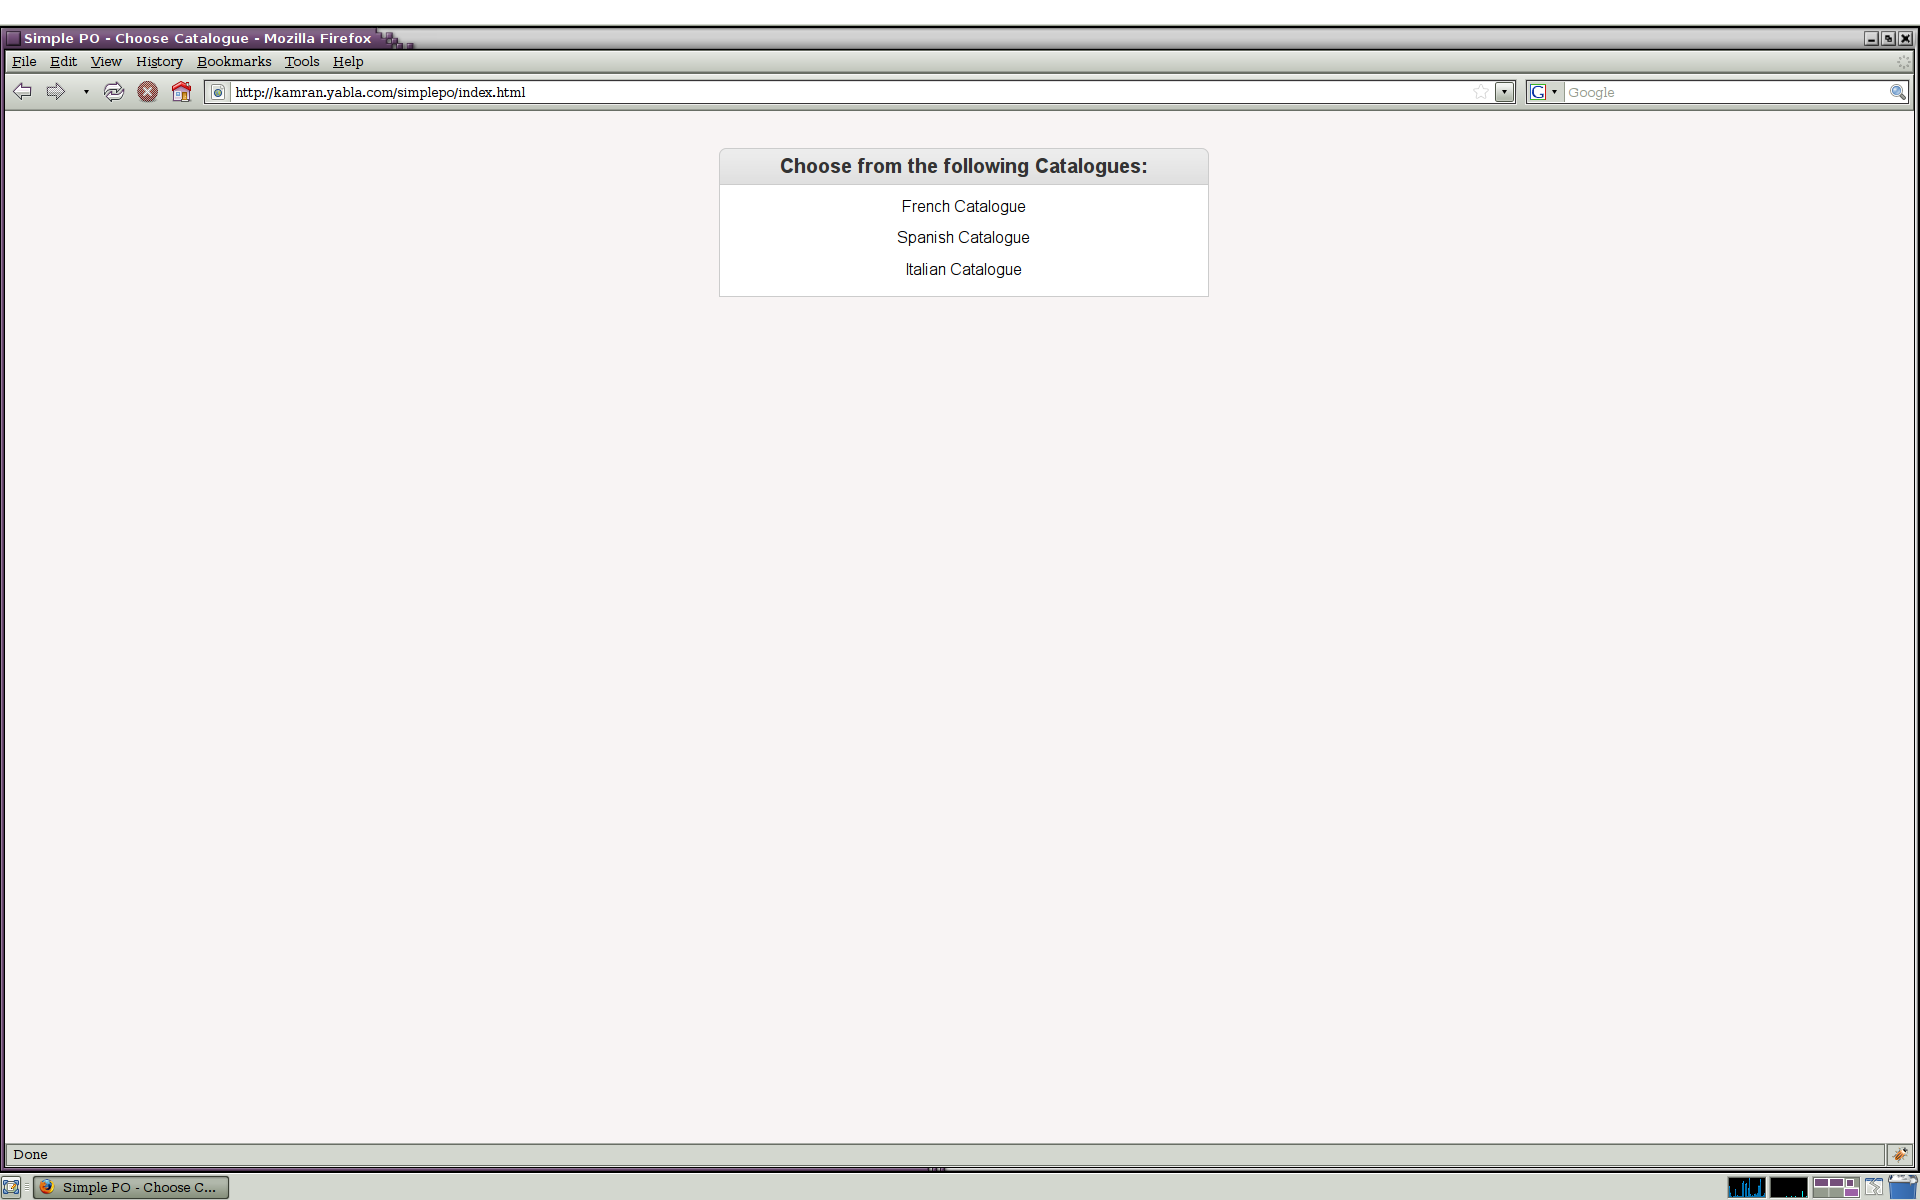 Simple PO - Choose Catalogue - Mozilla Firefox
File Edit View History Bookmarks Tools Help
http://kamran.yabla.com/simplepo/index.html
G Google
Choose from the following Catalogues:
French Catalogue
Spanish Catalogue
Italian Catalogue
Done
Simple PO - Choose C...